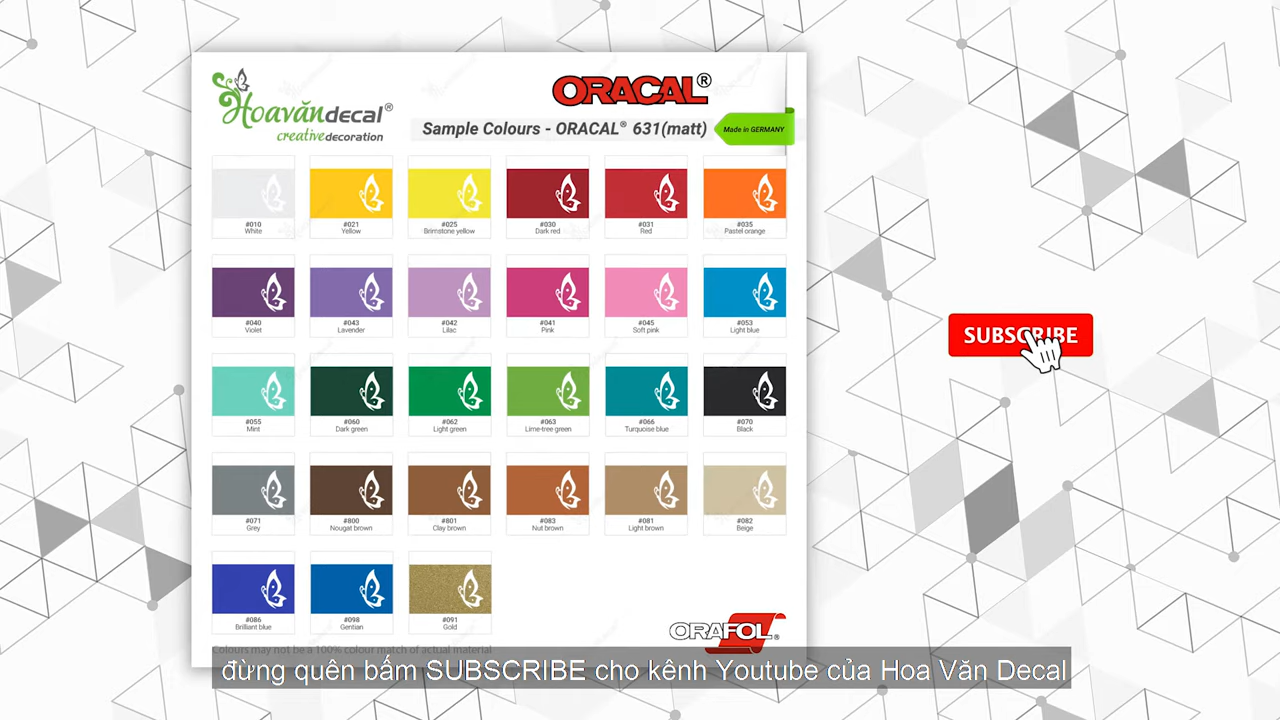 Hoavăndecal®
creativedecoration
ORACAL®
Sample Colours - ORACAL® 631(matt)
Made in GERMANY
#010
White
#021
Yellow
#025
Brimstone yellow
#030
Dark red
#031
Red
#035
Pastel orange
#040
Violet
#043
Lavender
#042
Lilac
#041
Pink
#045
Soft pink
#053
Light blue
#055
Mint
#060
Dark green
#062
Light green
#063
Lime-tree green
#066
Turquoise blue
#070
Black
#071
Grey
#800
Nougat brown
#801
Clay brown
#083
Nut brown
#081
Light brown
#082
Beige
#086
Brilliant blue
#098
Gentian
#091
Gold
SUBSCRIBE
ORAFOL®
Colours may not be a 100% colour match of actual material
đừng quên bấm SUBSCRIBE cho kênh Youtube của Hoa Văn Decal